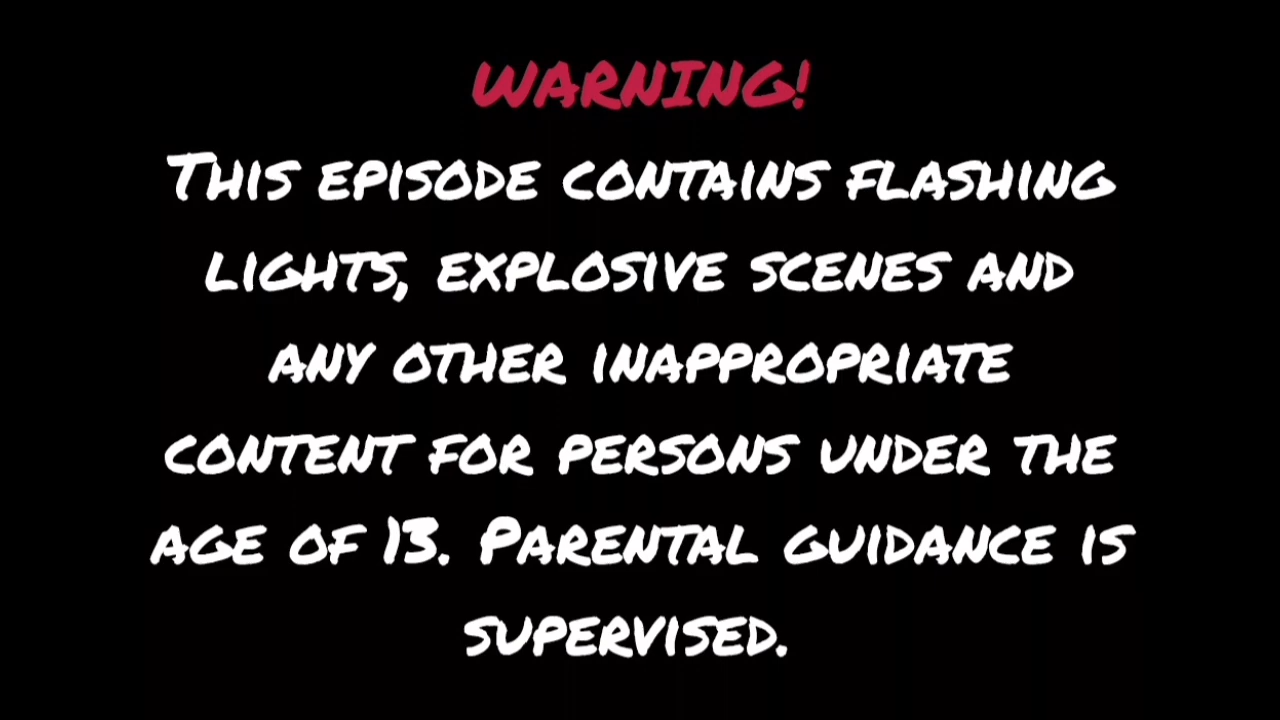 WARNING!
THIS EPISODE CONTAINS FLASHING
LIGHTS, EXPLOSIVE SCENES AND
ANY OTHER INAPPROPRIATE
CONTENT FOR PERSONS UNDER THE
AGE OF 13. PARENTAL GUIDANCE IS
SUPERVISED.